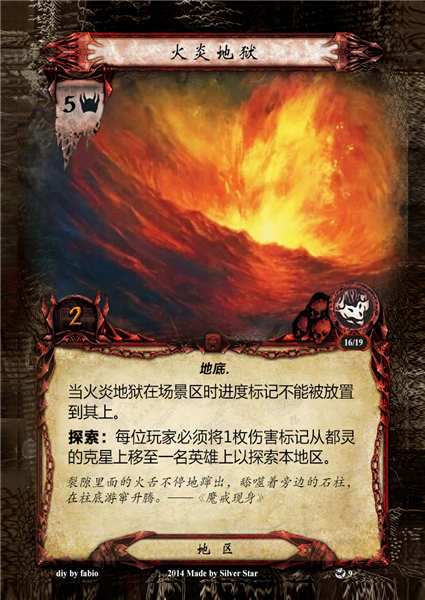 火炎地狱
5
2
16/19
地底.
当火炎地狱在场景区时进度标记不能被放置
到其上。
探索：每位玩家必须将1枚伤害标记从都灵
的克星上移至一名英雄上以探索本地区。
裂隙里面的火舌不停地蹿出，舔噬着旁边的石柱，
在柱底游窜升腾。——《魔戒现身》
地 区
diy by fabio
2014 Made by Silver Star
9